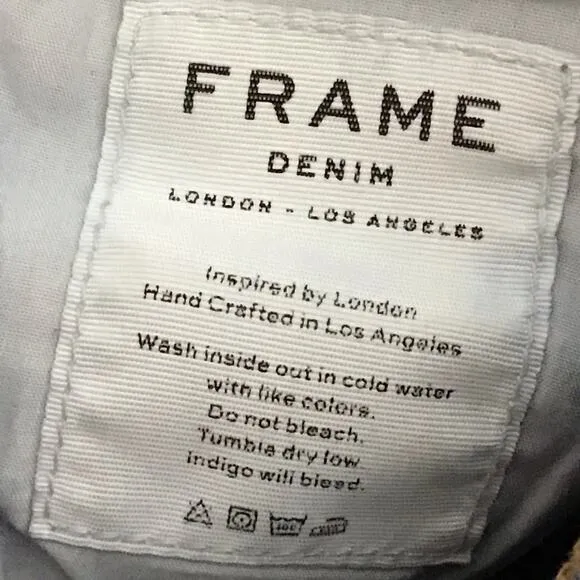 FRAME
DENIM
LONDON - LOS ANGELES
Inspired by London
Hand Crafted in Los Angeles
Wash inside out in cold water
with like colors.
Do not bleach.
Tumble dry low
indigo will bleed.